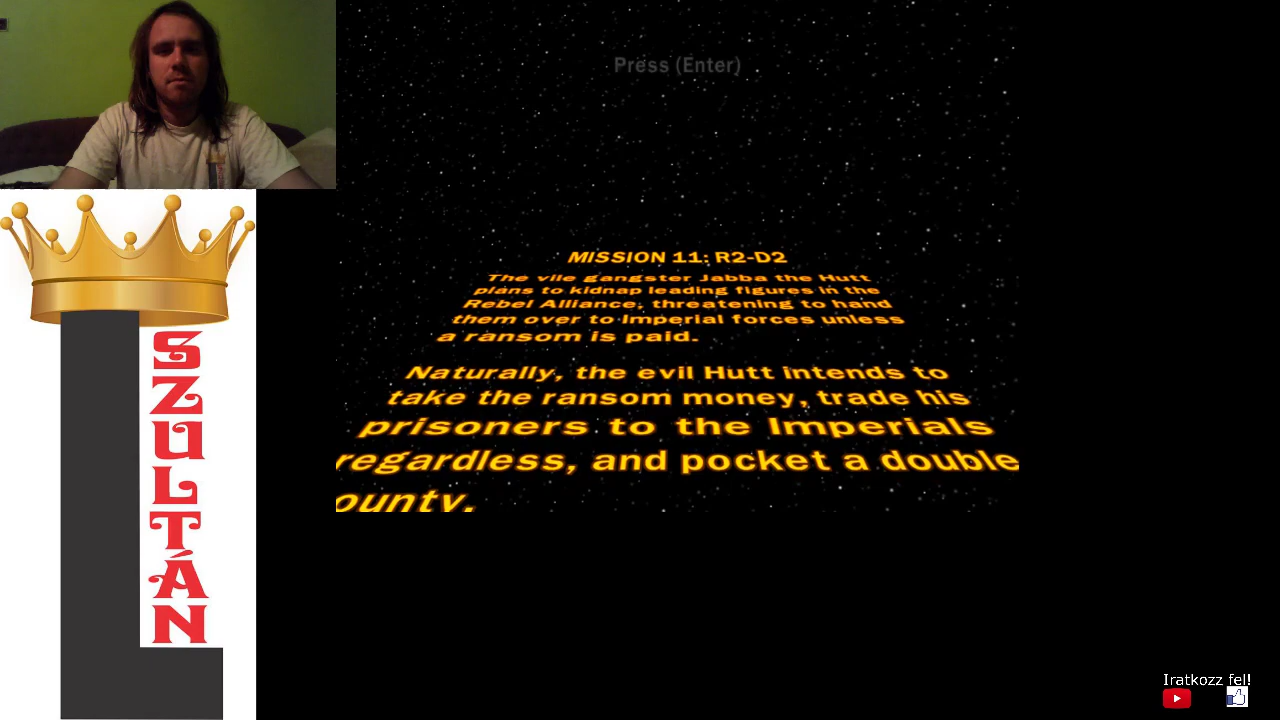 Press (Enter)
MISSION 11: R2-D2
The vile gangster Jabba the Hutt
plans to kidnap leading figures in the
Rebel Alliance, threatening to hand
them over to Imperial forces unless
a ransom is paid.
Naturally, the evil Hutt intends to
take the ransom money, trade his
prisoners to the Imperials
regardless, and pocket a double
ounty.
L
SZULTÁN
Iratkozz fel!